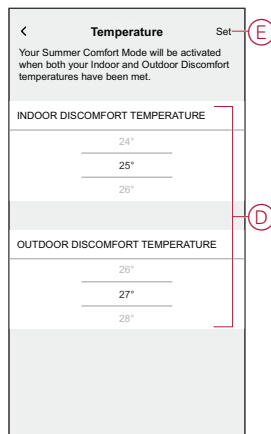 Temperature Set E
Your Summer Comfort Mode will be activated
when both your Indoor and Outdoor Discomfort
temperatures have been met.
INDOOR DISCOMFORT TEMPERATURE
24°
25°
26°
D
OUTDOOR DISCOMFORT TEMPERATURE
26°
27°
28°